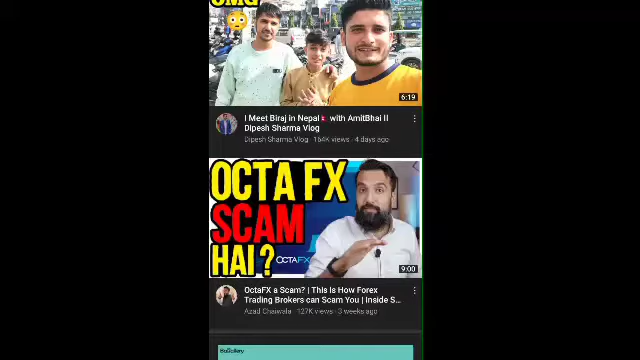 OMG
6:19
I Meet Biraj in Nepal🇳🇵 with AmitBhai ll
Dipesh Sharma Vlog
Dipesh Sharma Vlog · 164K views · 4 days ago
OCTA FX
SCAM
HAI ?
OCTAFX
9:00
OctaFX a Scam? | This Is How Forex
Trading Brokers can Scam You | Inside S...
Azad Chaiwala · 127K views · 3 weeks ago